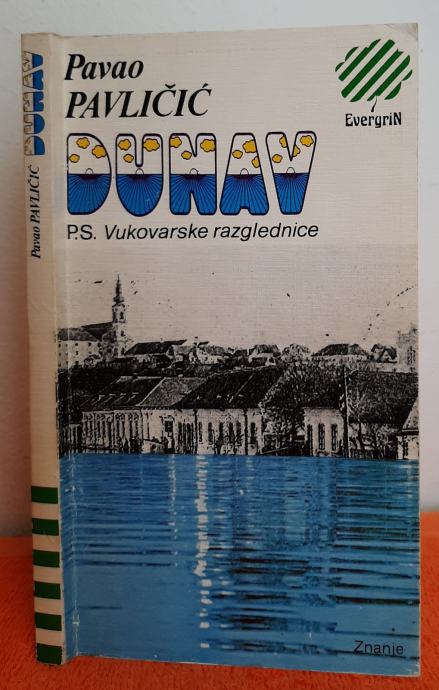 Pavao
PAVLIČIĆ
EvergriN
DUNAV
P.S. Vukovarske razglednice
Znanje
Pavao PAVLIČIĆ DUNAV